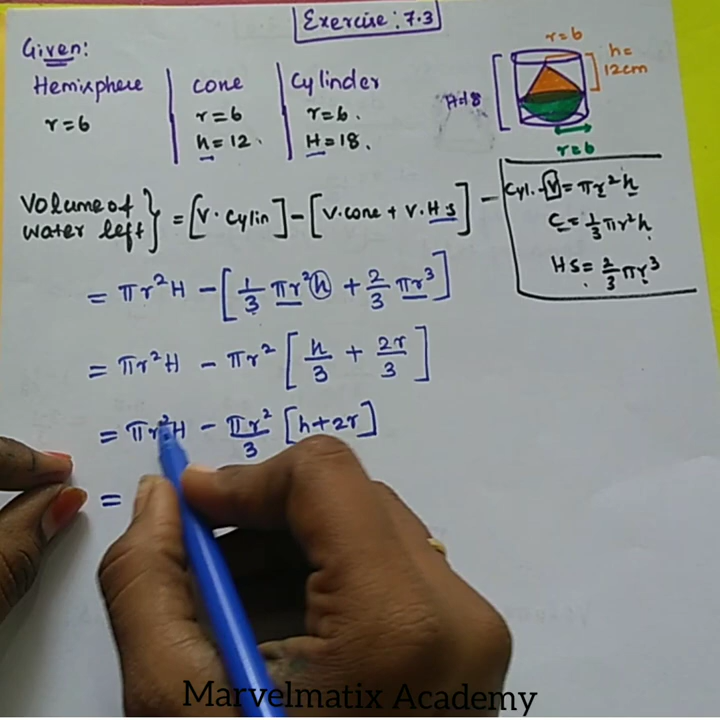 Exercise: 7.3
Given:
Hemisphere | cone | Cylinder
r=6 | r=6 | r=6.
h=12. | H=18.
r=6
h=
12cm
H=18
r=6
Volume of
water left} = [V. Cylin] - [V. cone + V. HS]
Cyl. - V = πr²h
C = 1/3 πr²h
HS = 2/3 πr³
= πr²H - [1/3 πr²h + 2/3 πr³]
= πr²H - πr² [h/3 + 2r/3]
= πr²H - πr²/3 [h+2r]
=
Marvelmatix Academy